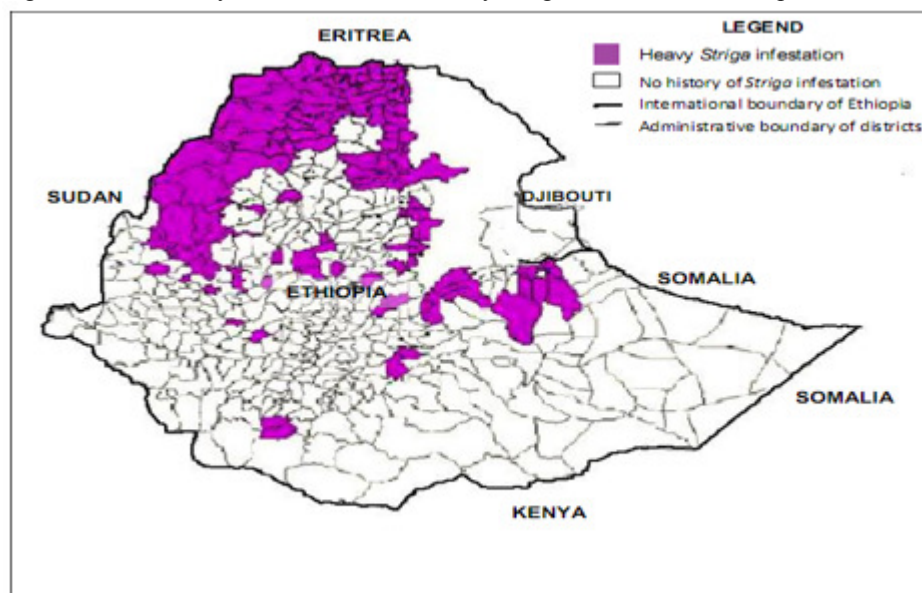 LEGEND
Heavy Striga infestation
No history of Striga infestation
International boundary of Ethiopia
Administrative boundary of districts
ERITREA
SUDAN
DJIBOUTI
SOMALIA
ETHIOPIA
SOMALIA
KENYA